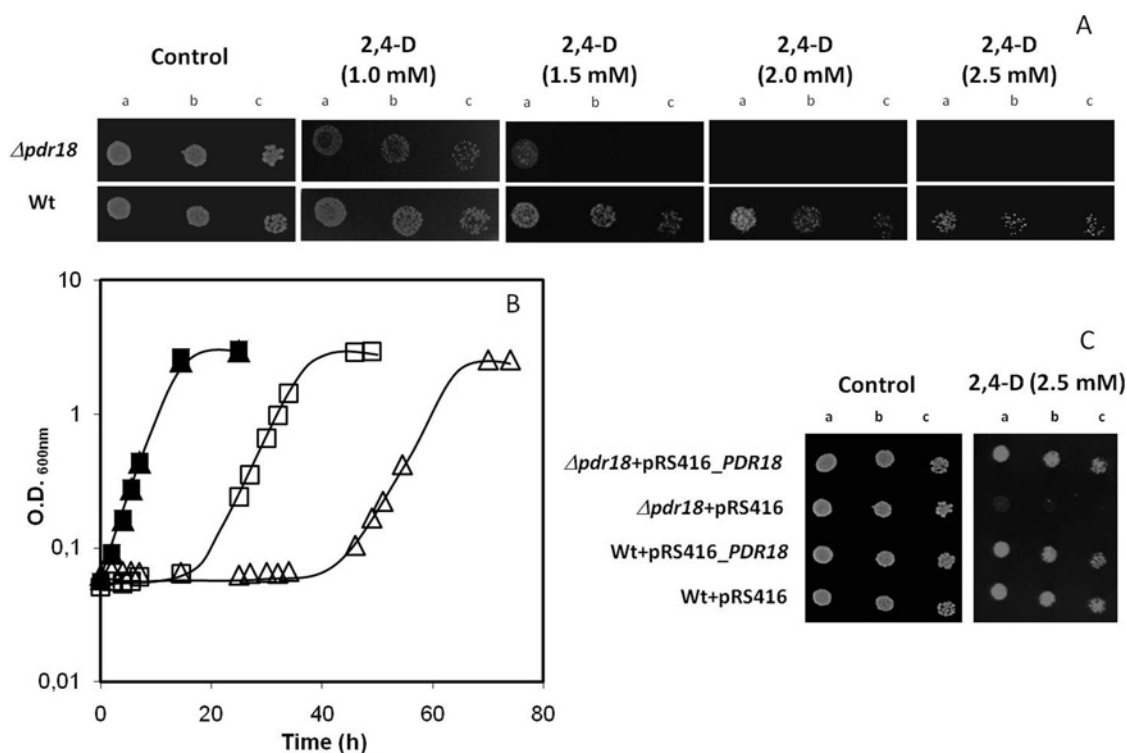 A
Control
2,4-D
(1.0 mM)
2,4-D
(1.5 mM)
2,4-D
(2.0 mM)
2,4-D
(2.5 mM)
a b c a b c a b c a b c a b c
Δpdr18
Wt
B
10
1
0,1
0,01
O.D. 600nm
0 20 40 60 80
Time (h)
C
Control 2,4-D (2.5 mM)
a b c a b c
Δpdr18+pRS416_PDR18
Δpdr18+pRS416
Wt+pRS416_PDR18
Wt+pRS416